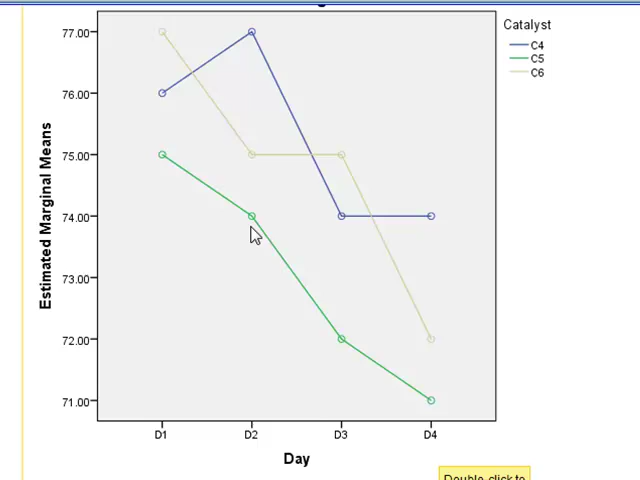 77.00
76.00
75.00
74.00
73.00
72.00
71.00
Estimated Marginal Means
D1 D2 D3 D4
Day
Catalyst
C4
C5
C6
Double-click to